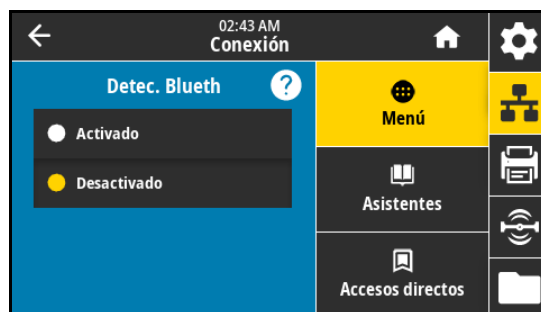 02:43 AM
Conexión
Detec. Blueth
?
Activado
Desactivado
Menú
Asistentes
Accesos directos